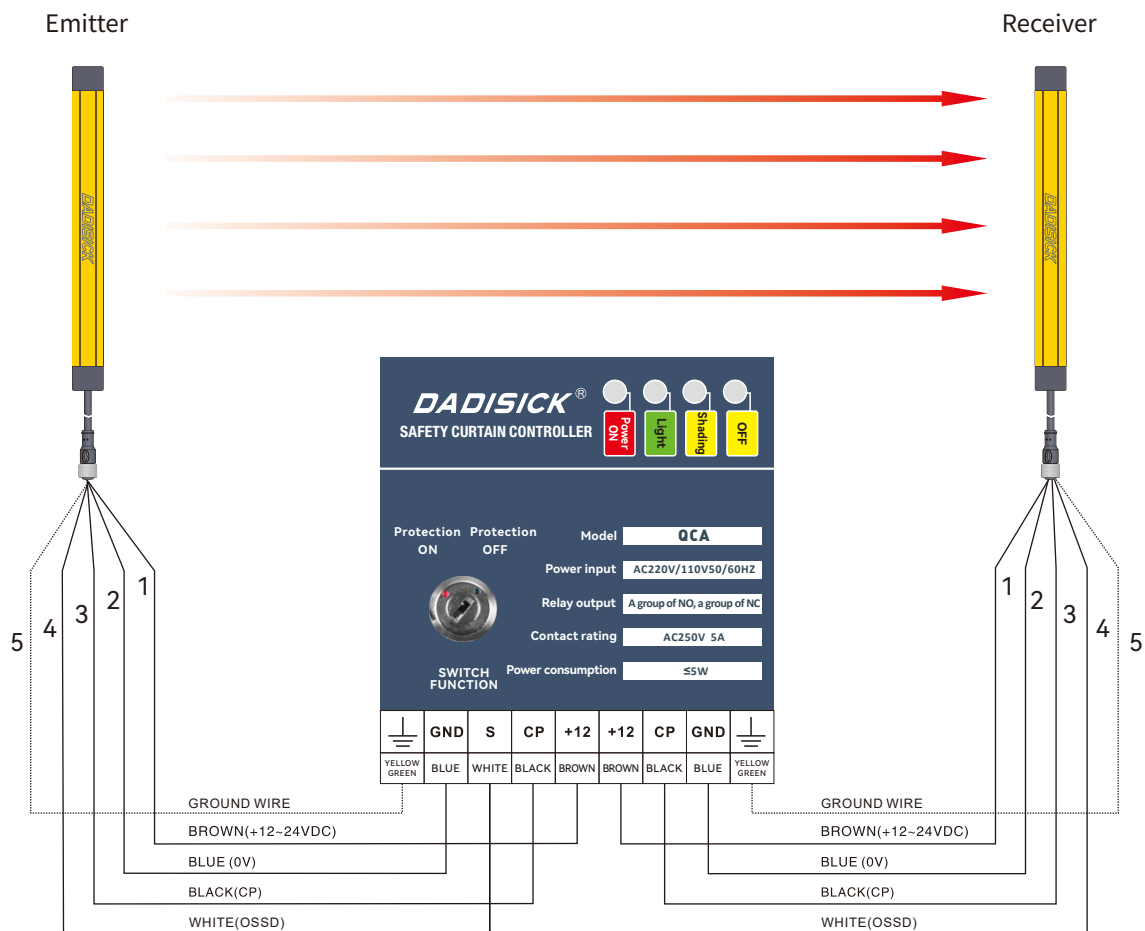 Emitter
Receiver
DADISICK
DADISICK
DADISICK®
SAFETY CURTAIN CONTROLLER
Power ON
Light
Shading
OFF
Protection ON
Protection OFF
SWITCH FUNCTION
Model QCA
Power input AC220V/110V50/60HZ
Relay output A group of NO, a group of NC
Contact rating AC250V 5A
Power consumption ≤5W
GND S CP +12 +12 CP GND
YELLOW GREEN BLUE WHITE BLACK BROWN BROWN BLACK BLUE YELLOW GREEN
5 4 3 2 1
1 2 3 4 5
GROUND WIRE
BROWN(+12~24VDC)
BLUE (0V)
BLACK(CP)
WHITE(OSSD)
GROUND WIRE
BROWN(+12~24VDC)
BLUE (0V)
BLACK(CP)
WHITE(OSSD)